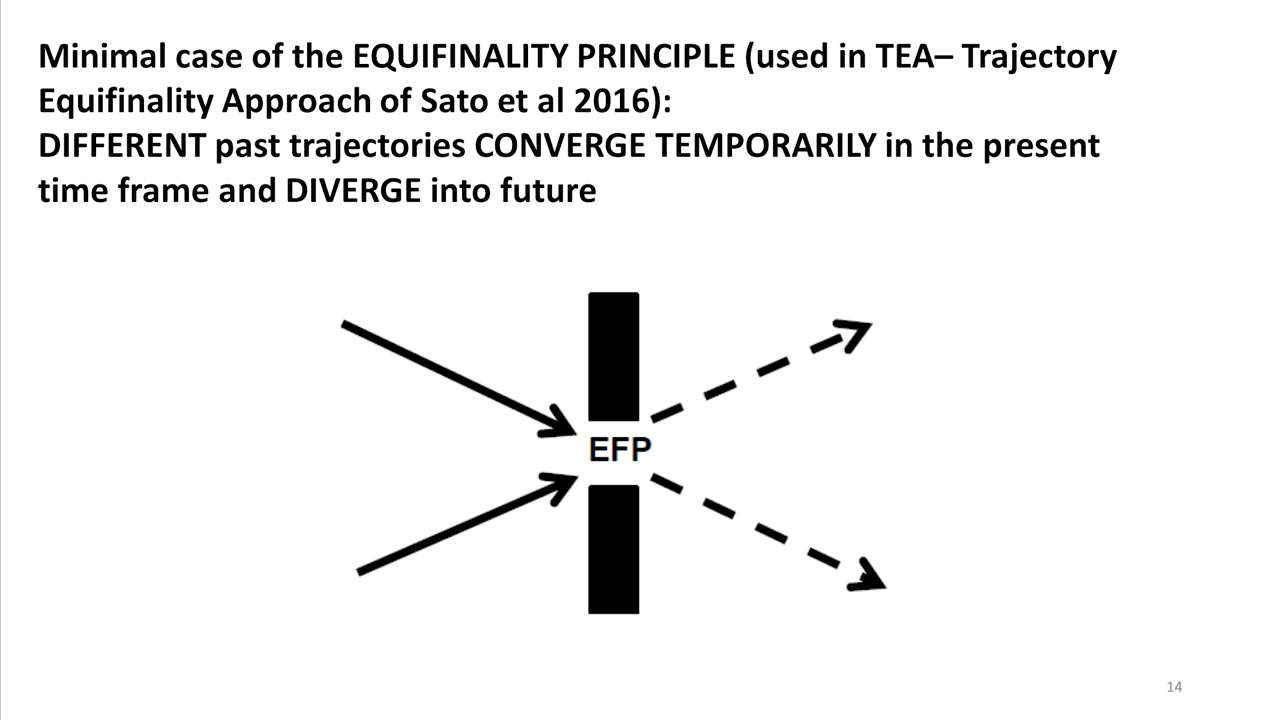 Minimal case of the EQUIFINALITY PRINCIPLE (used in TEA– Trajectory
Equifinality Approach of Sato et al 2016):
DIFFERENT past trajectories CONVERGE TEMPORARILY in the present
time frame and DIVERGE into future
EFP
14